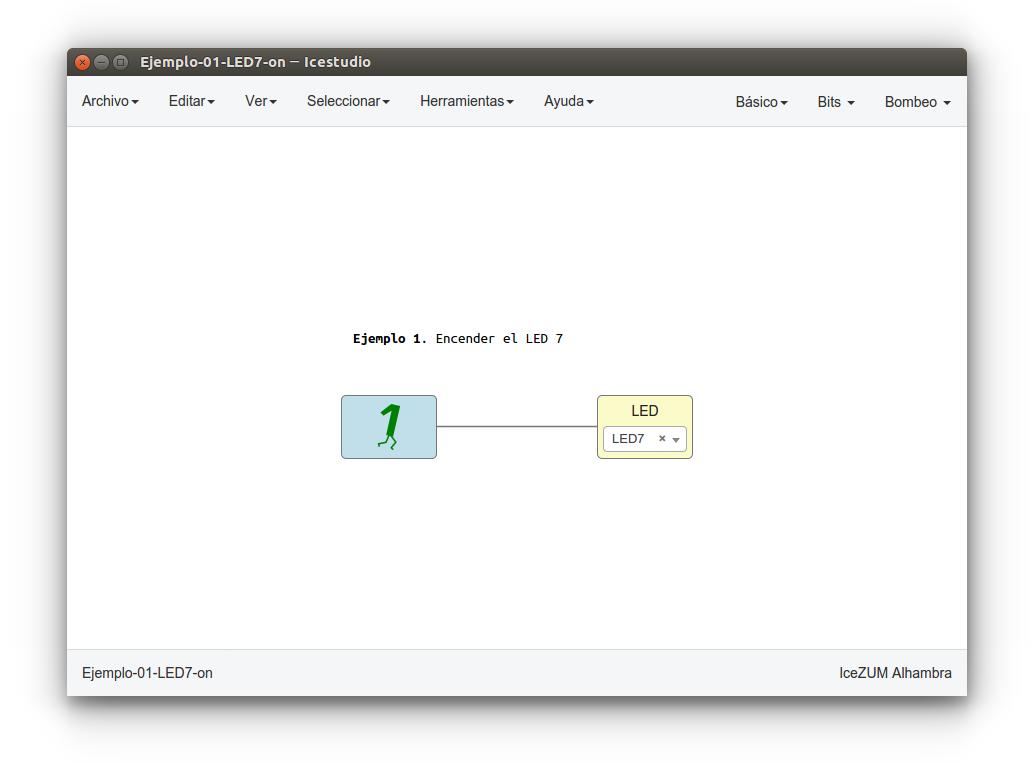 Ejemplo-01-LED7-on — Icestudio
Archivo Editar Ver Seleccionar Herramientas Ayuda Básico Bits Bombeo
Ejemplo 1. Encender el LED 7
1
LED
LED7
Ejemplo-01-LED7-on
IceZUM Alhambra